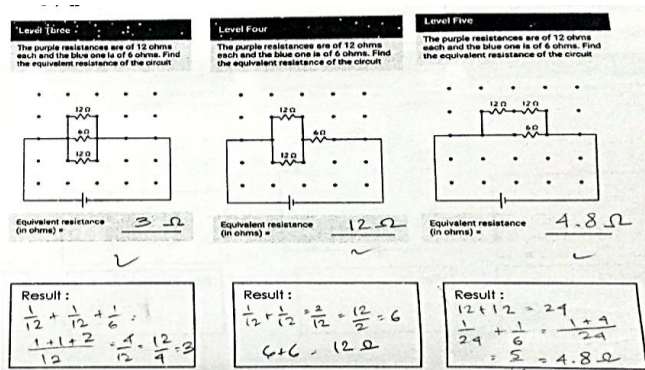 Level Three
The purple resistances are of 12 ohms
each and the blue one is of 6 ohms. Find
the equivalent resistance of the circuit
12 Ω
6 Ω
12 Ω
Equivalent resistance
(in ohms) =
3 Ω
Result :
1/12 + 1/12 + 1/6 :
1+1+2/12 = 4/12 = 12/4 = 3
Level Four
The purple resistances are of 12 ohms
each and the blue one is of 6 ohms. Find
the equivalent resistance of the circuit
12 Ω
6 Ω
12 Ω
Equivalent resistance
(in ohms) =
12 Ω
Result :
1/12 + 1/12 = 2/12 = 12/2 = 6
6+6 = 12 Ω
Level Five
The purple resistances are of 12 ohms
each and the blue one is of 6 ohms. Find
the equivalent resistance of the circuit
12 Ω 12 Ω
6 Ω
Equivalent resistance
(in ohms) =
4.8 Ω
Result :
12 + 12 = 24
1/24 + 1/6 = 1+4/24
= 5 = 4.8 Ω